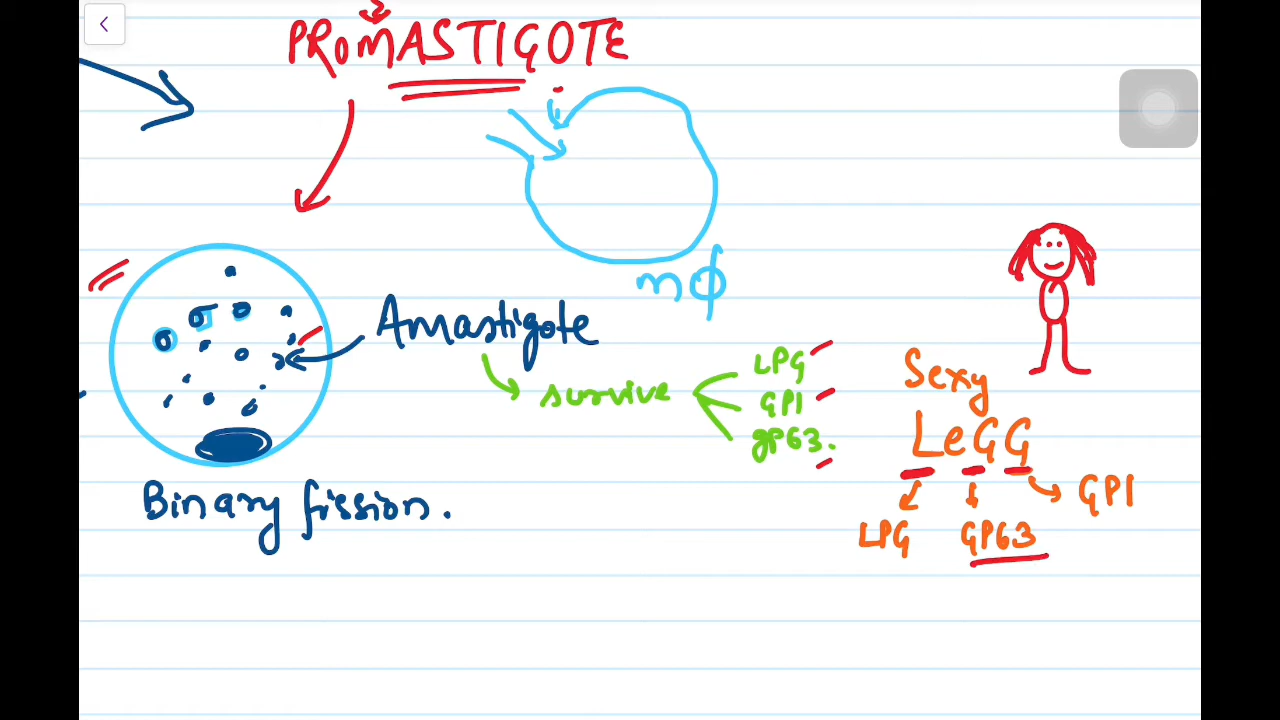 PROMASTIGOTE
mϕ
Amastigote
survive
LPG
GPI
gp63.
Sexy
LeGG
GPI
LPG
GP63
Binary fission.